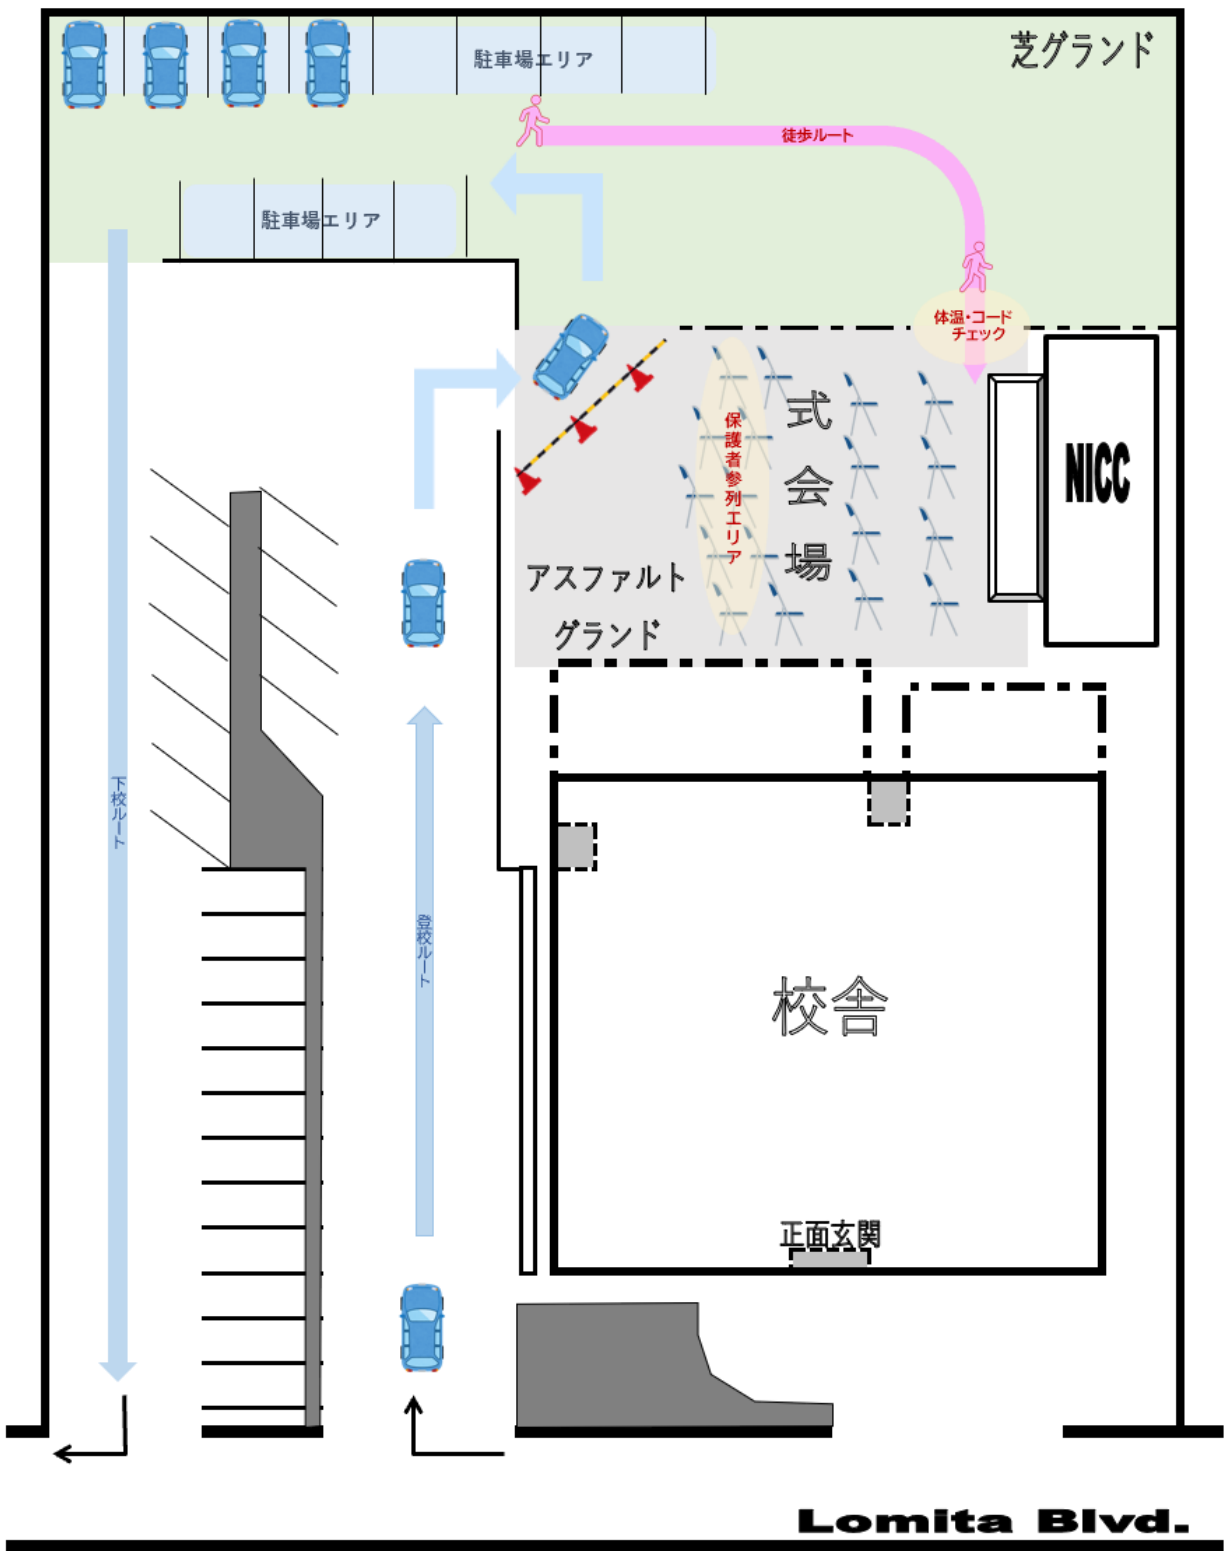 芝グランド
駐車場エリア
徒歩ルート
駐車場エリア
体温・コード
チェック
式会場
保護者参列エリア
NICC
アスファルト
グランド
下校ルート
登校ルート
校舎
正面玄関
Lomita Blvd.